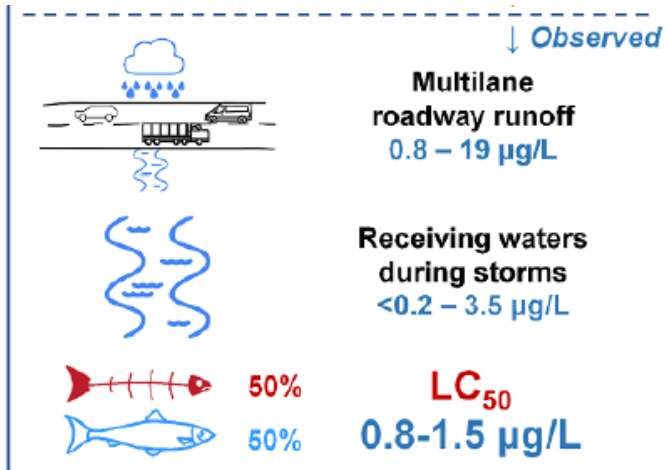 ↓ Observed
Multilane
roadway runoff
0.8 – 19 µg/L
Receiving waters
during storms
<0.2 – 3.5 µg/L
50%
LC50
50%
0.8-1.5 µg/L